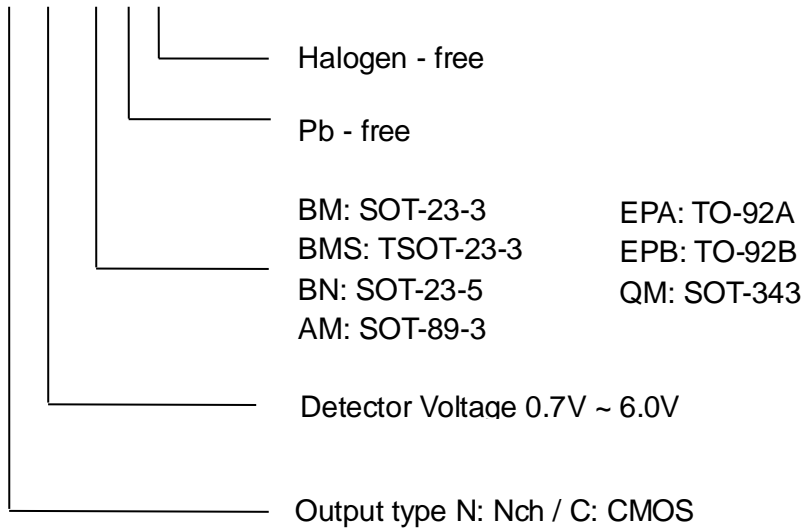 Halogen - free
Pb - free
BM: SOT-23-3
BMS: TSOT-23-3
BN: SOT-23-5
AM: SOT-89-3
EPA: TO-92A
EPB: TO-92B
QM: SOT-343
Detector Voltage 0.7V ~ 6.0V
Output type N: Nch / C: CMOS